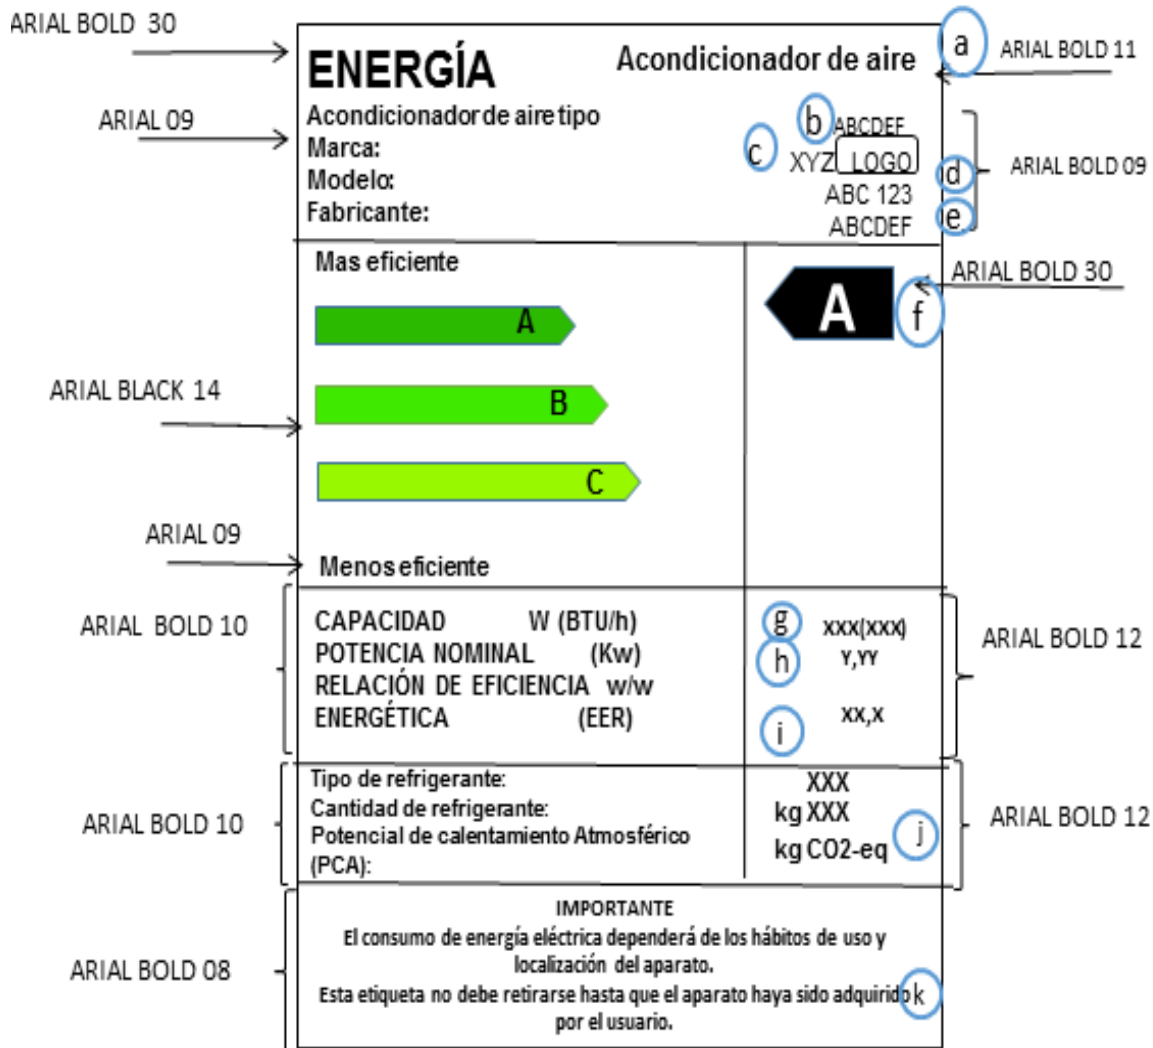 ARIAL BOLD 30
ENERGÍA
Acondicionador de aire
a
ARIAL BOLD 11
ARIAL 09
Acondicionador de aire tipo
b
ABCDEF
Marca:
c
XYZ LOGO
ARIAL BOLD 09
Modelo:
d
ABC 123
Fabricante:
e
ABCDEF
Mas eficiente
A
ARIAL BOLD 30
f
A
ARIAL BLACK 14
B
C
ARIAL 09
Menos eficiente
ARIAL BOLD 10
CAPACIDAD W (BTU/h)
g
XXX(XXX)
ARIAL BOLD 12
POTENCIA NOMINAL (Kw)
h
Y,YY
RELACIÓN DE EFICIENCIA w/w
ENERGÉTICA (EER)
i
XX,X
Tipo de refrigerante:
XXX
ARIAL BOLD 10
Cantidad de refrigerante:
kg XXX
ARIAL BOLD 12
Potencial de calentamiento Atmosférico
(PCA):
kg CO2-eq
j
IMPORTANTE
El consumo de energía eléctrica dependerá de los hábitos de uso y
localización del aparato.
ARIAL BOLD 08
Esta etiqueta no debe retirarse hasta que el aparato haya sido adquirido
k
por el usuario.